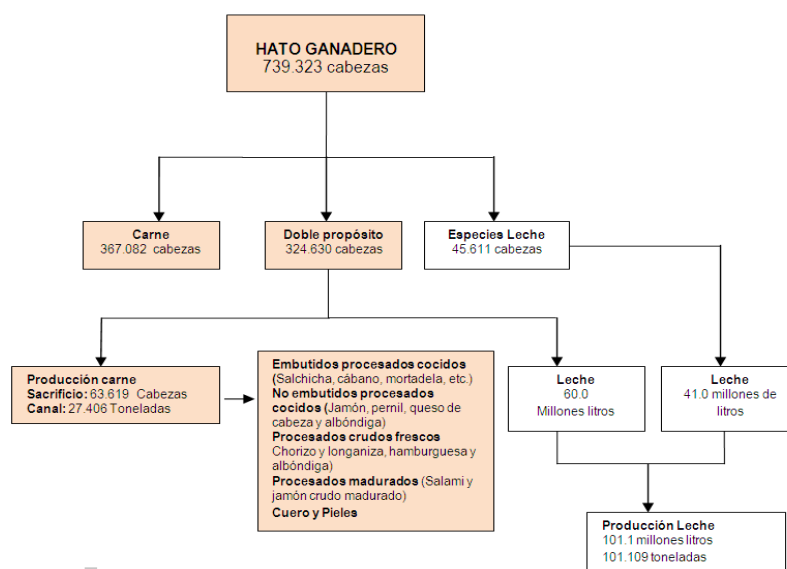 HATO GANADERO
739.323 cabezas
Carne
367.082 cabezas
Doble propósito
324.630 cabezas
Especies Leche
45.611 cabezas
Producción carne
Sacrificio: 63.619 Cabezas
Canal: 27.406 Toneladas
Embutidos procesados cocidos
(Salchicha, cábano, mortadela, etc.)
No embutidos procesados
cocidos (Jamón, pernil, queso de
cabeza y albóndiga)
Procesados crudos frescos
Chorizo y longaniza, hamburguesa y
albóndiga)
Procesados madurados (Salami y
jamón crudo madurado)
Cuero y Pieles
Leche
60.0
Millones litros
Leche
41.0 millones de
litros
Producción Leche
101.1 millones litros
101.109 toneladas